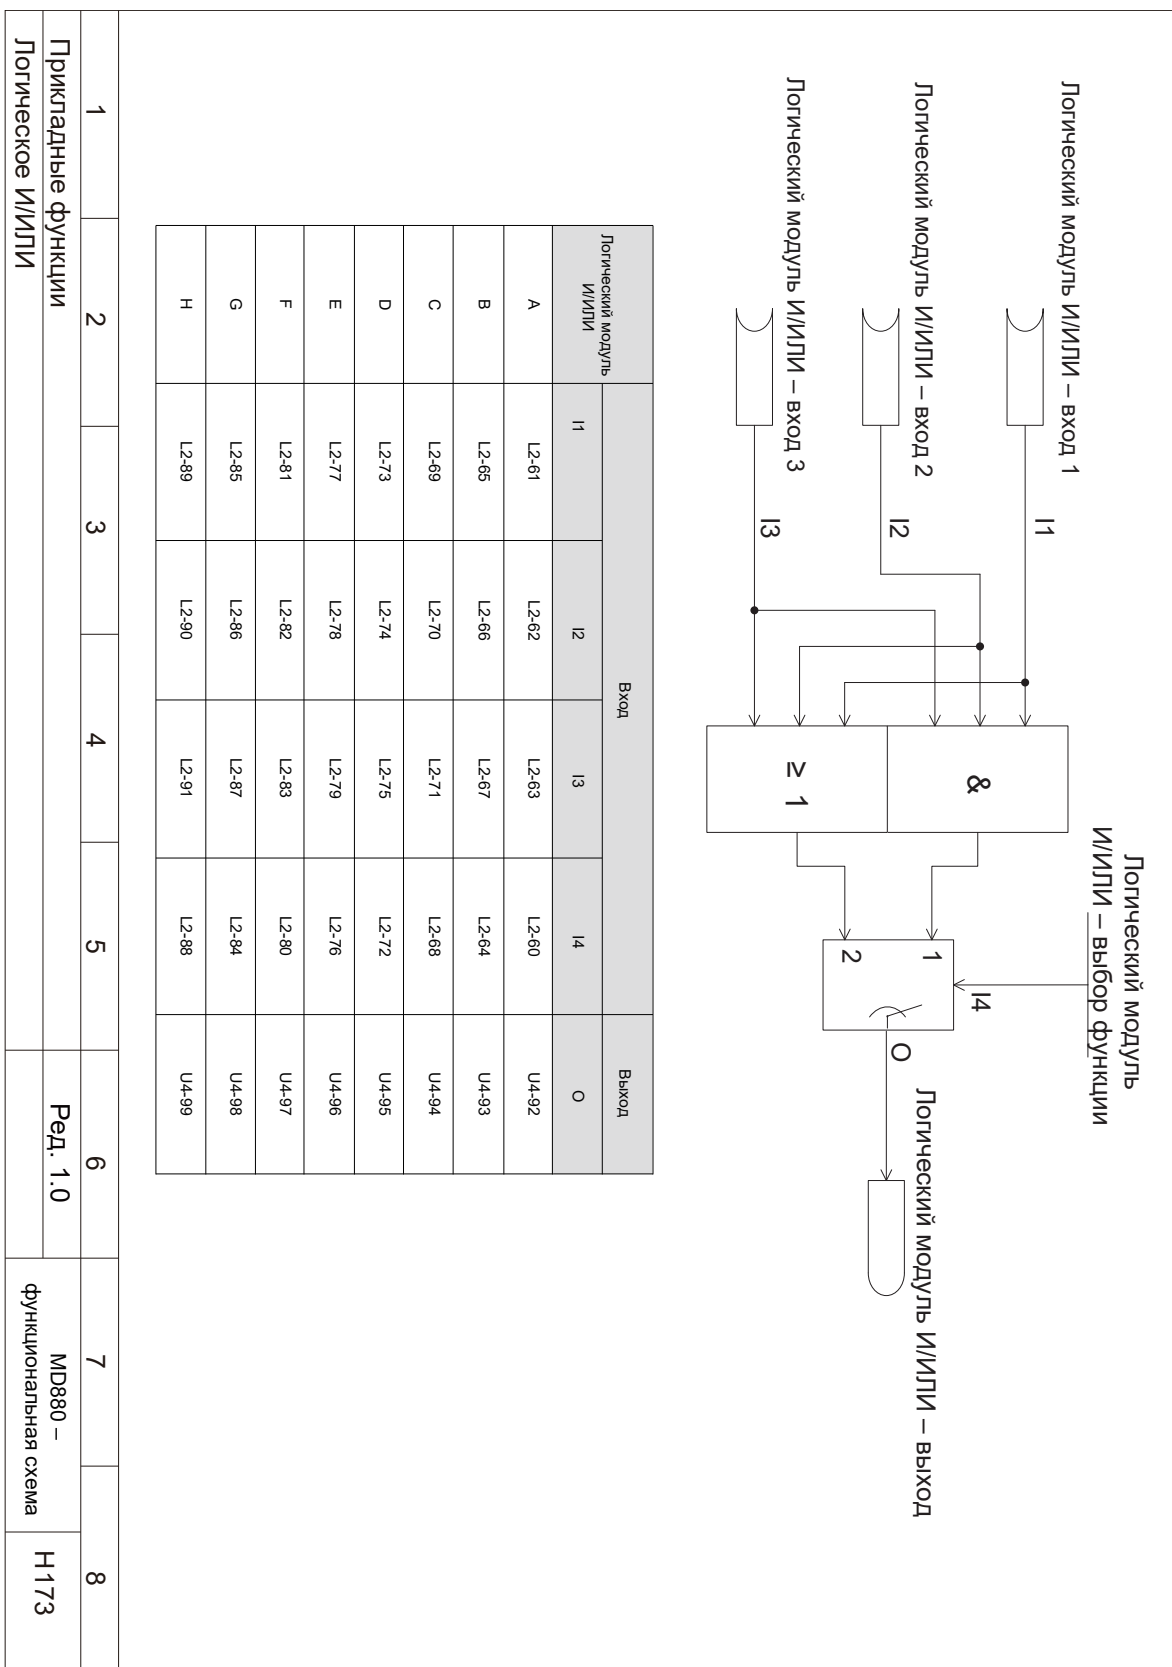 Логический модуль
И/ИЛИ – выбор функции
Логический модуль И/ИЛИ – вход 1
I1
&
1
I4
O
Логический модуль И/ИЛИ – выход
Логический модуль И/ИЛИ – вход 2
I2
≥ 1
2
Логический модуль И/ИЛИ – вход 3
I3
Логический модуль
И/ИЛИ
Вход
Выход
I1 I2 I3 I4 O
A L2-61 L2-62 L2-63 L2-60 U4-92
B L2-65 L2-66 L2-67 L2-64 U4-93
C L2-69 L2-70 L2-71 L2-68 U4-94
D L2-73 L2-74 L2-75 L2-72 U4-95
E L2-77 L2-78 L2-79 L2-76 U4-96
F L2-81 L2-82 L2-83 L2-80 U4-97
G L2-85 L2-86 L2-87 L2-84 U4-98
H L2-89 L2-90 L2-91 L2-88 U4-99
1 2 3 4 5 6 7 8
Прикладные функции
Логическое И/ИЛИ
Ред. 1.0
MD880 –
функциональная схема
H173